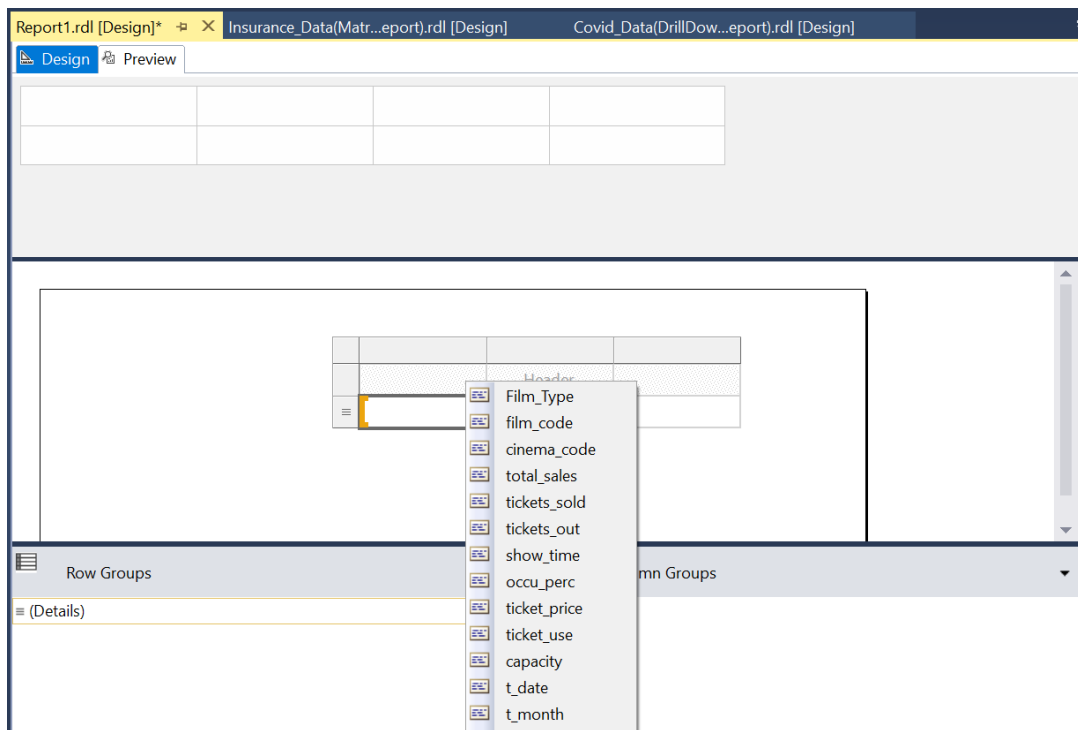 Report1.rdl [Design]* Insurance_Data(Matr...eport).rdl [Design] Covid_Data(DrillDow...eport).rdl [Design]
Design Preview
Header
Film_Type
film_code
cinema_code
total_sales
tickets_sold
tickets_out
show_time
occu_perc
ticket_price
ticket_use
capacity
t_date
t_month
Row Groups mn Groups
(Details)